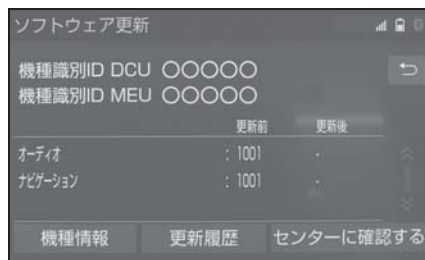 ソフトウェア更新
機種識別ID DCU ○○○○○
機種識別ID MEU ○○○○○
更新前 更新後
オーディオ : 1001 -
ナビゲーション : 1001 -
機種情報 更新履歴 センターに確認する